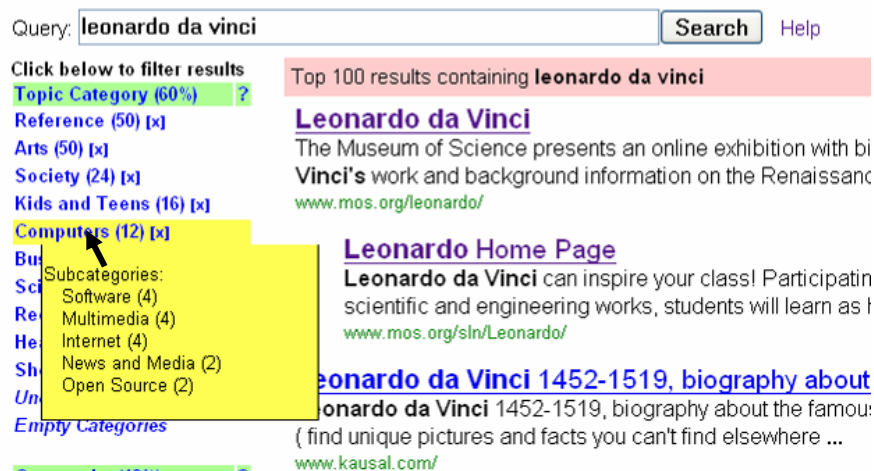 Query: leonardo da vinci Search Help
Click below to filter results
Topic Category (60%) ?
Reference (50) [x]
Arts (50) [x]
Society (24) [x]
Kids and Teens (16) [x]
Computers (12) [x]
Subcategories:
Software (4)
Multimedia (4)
Internet (4)
News and Media (2)
Open Source (2)
Empty Categories
Top 100 results containing leonardo da vinci
Leonardo da Vinci
The Museum of Science presents an online exhibition with bi
Vinci's work and background information on the Renaissanc
www.mos.org/leonardo/
Leonardo Home Page
Leonardo da Vinci can inspire your class! Participatin
scientific and engineering works, students will learn as h
www.mos.org/sln/Leonardo/
eonardo da Vinci 1452-1519, biography about
eonardo da Vinci 1452-1519, biography about the famous
( find unique pictures and facts you can't find elsewhere ...
www.kausal.com/